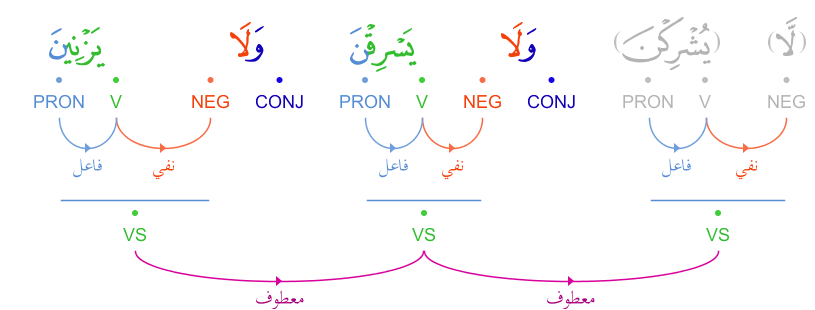 (لَّا) (يُشْرِكْنَ) وَلَا يَسْرِقْنَ وَلَا يَزْنِينَ
NEG V PRON CONJ NEG V PRON CONJ NEG V PRON
نفي فاعل نفي فاعل نفي فاعل
VS VS VS
معطوف معطوف